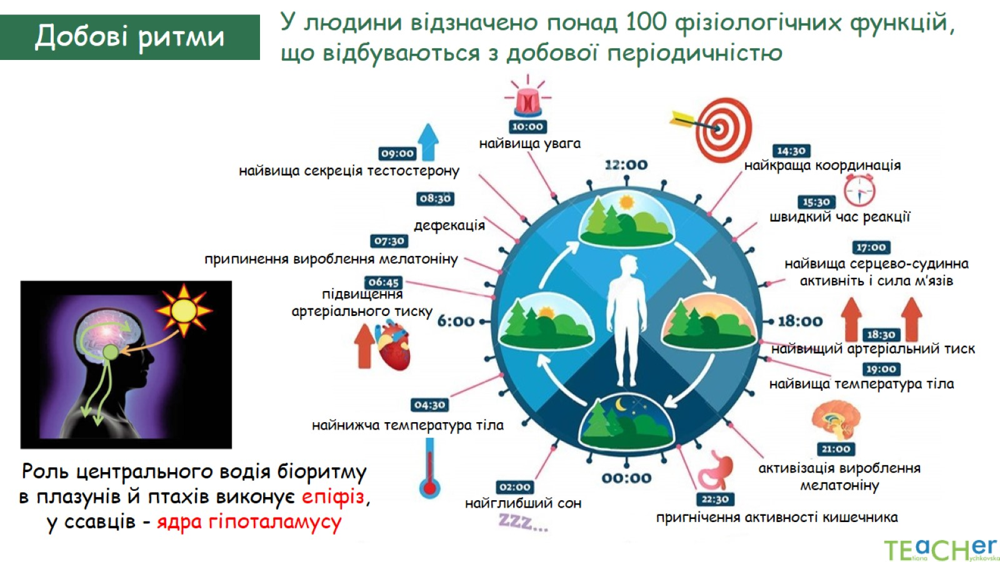 Добові ритми
У людини відзначено понад 100 фізіологічних функцій,
що відбуваються з добової періодичністю
10:00
найвища увага
09:00
найвища секреція тестостерону
08:30
дефекація
07:30
припинення вироблення мелатоніну
06:45
підвищення
артеріального тиску
6:00
04:30
найнижча температура тіла
02:00
найглибший сон
zzz...
00:00
12:00
14:30
найкраща координація
15:30
швидкий час реакції
17:00
найвища серцево-судинна
активніть і сила м'язів
18:00
18:30
найвищий артеріальний тиск
19:00
найвища температура тіла
21:00
активізація вироблення
мелатоніну
22:30
пригнічення активності кишечника
Роль центрального водія біоритму
в плазунів й птахів виконує епіфіз,
у ссавців - ядра гіпоталамусу
TEaCHer
tiana ychkovska